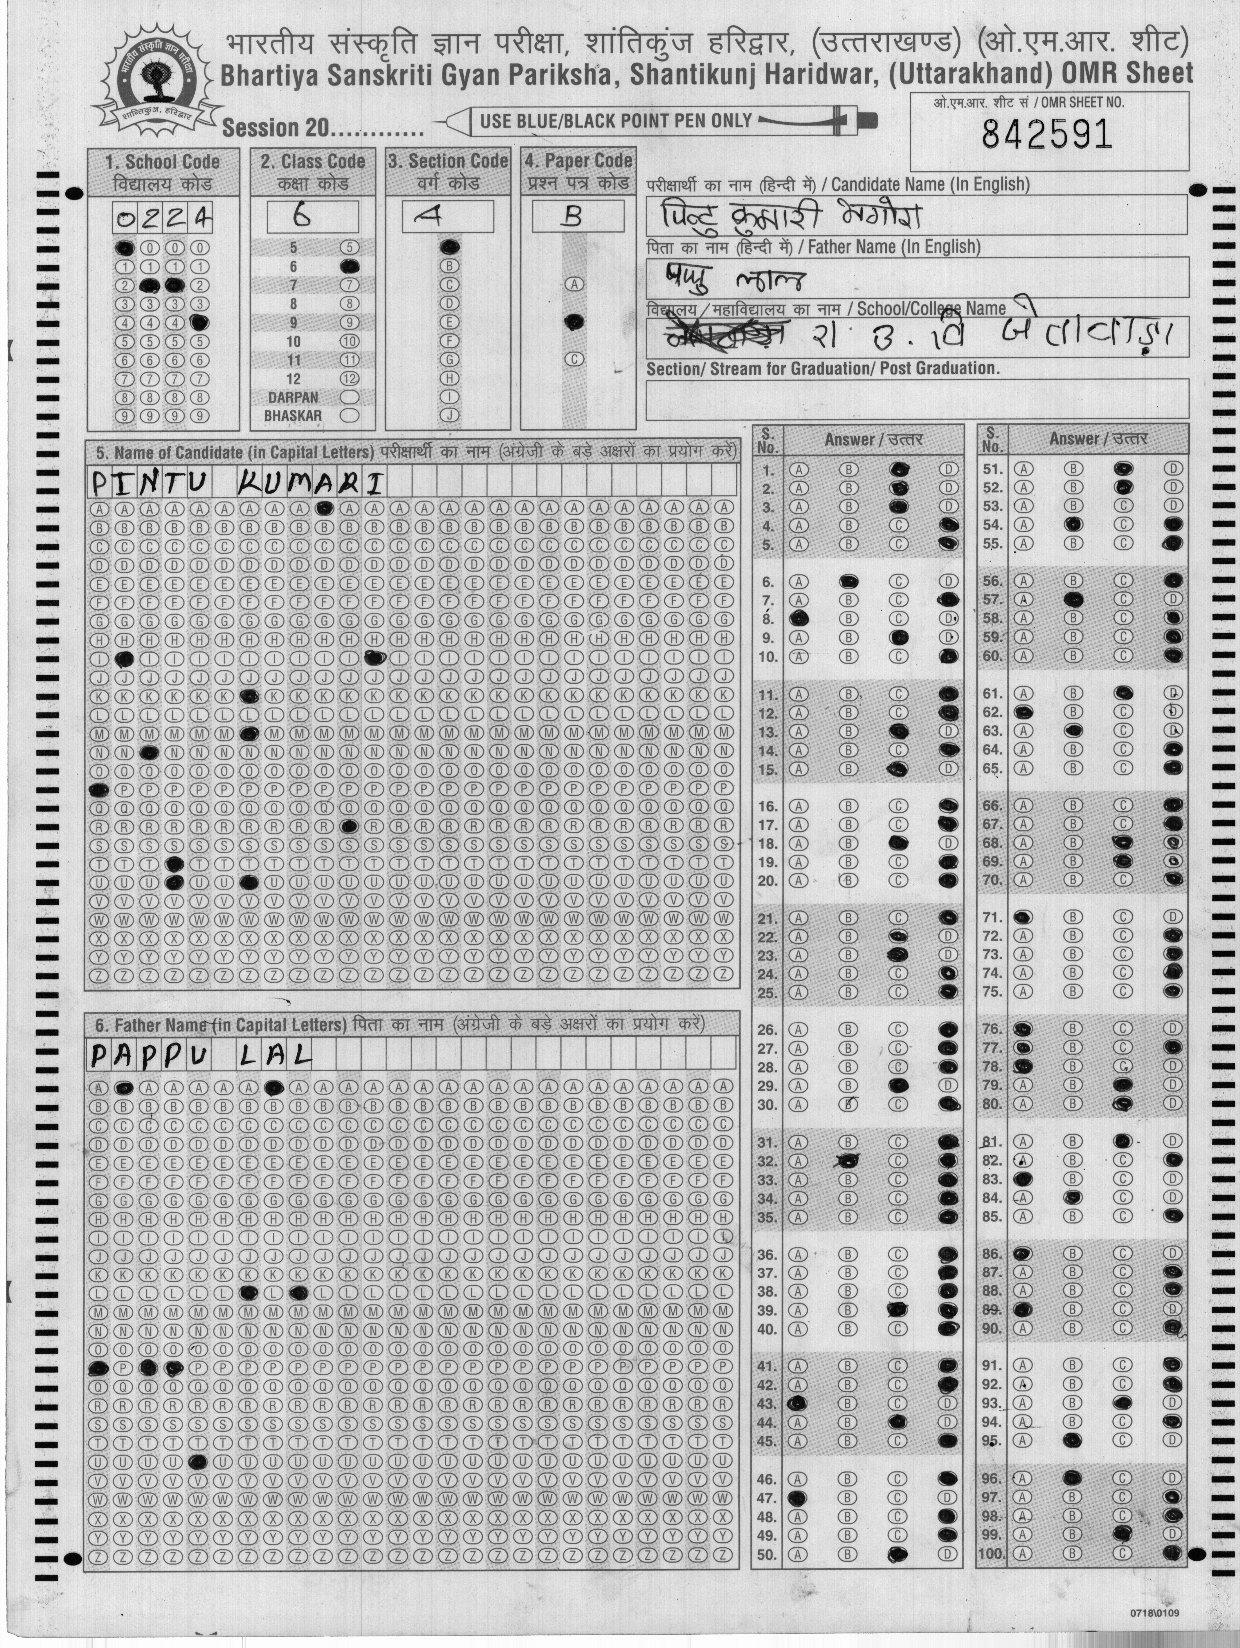 भारतीय संस्कृति ज्ञान परीक्षा, शांतिकुंज हरिद्वार, (उत्तराखण्ड) (ओ.एम.आर. शीट)
Bhartiya Sanskriti Gyan Pariksha, Shantikunj Haridwar, (Uttarakhand) OMR Sheet
Session 20............
USE BLUE/BLACK POINT PEN ONLY
ओ.एम.आर. शीट सं / OMR SHEET NO.
842591
1. School Code
विद्यालय कोड
0224
2. Class Code
कक्षा कोड
6
5
6
7
8
9
10
11
12
DARPAN
BHASKAR
3. Section Code
वर्ग कोड
A
4. Paper Code
प्रश्न पत्र कोड
B
परीक्षार्थी का नाम (हिन्दी में) / Candidate Name (In English)
पिन्टु कुमारी भगोरा
पिता का नाम (हिन्दी में) / Father Name (In English)
पप्पु लाल
विद्यालय / महाविद्यालय का नाम / School/College Name
रा. उ. वि जेतावाड़ा
Section/ Stream for Graduation/ Post Graduation.
5. Name of Candidate (in Capital Letters) परीक्षार्थी का नाम (अंग्रेजी के बड़े अक्षरों का प्रयोग करें)
PINTU KUMARI
6. Father Name (in Capital Letters) पिता का नाम (अंग्रेजी के बड़े अक्षरों का प्रयोग करें)
PAPPU LAL
S. No. Answer / उत्तर
S. No. Answer / उत्तर
0718\0109